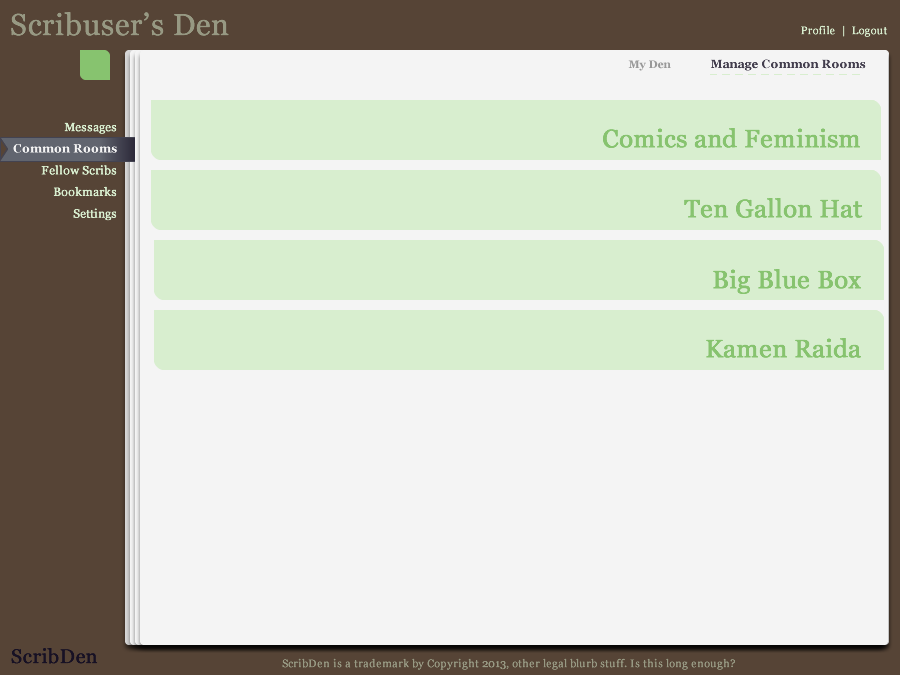 Scribuser’s Den
Profile | Logout
My Den
Manage Common Rooms
Messages
Common Rooms
Fellow Scribs
Bookmarks
Settings
Comics and Feminism
Ten Gallon Hat
Big Blue Box
Kamen Raida
ScribDen
ScribDen is a trademark by Copyright 2013, other legal blurb stuff. Is this long enough?